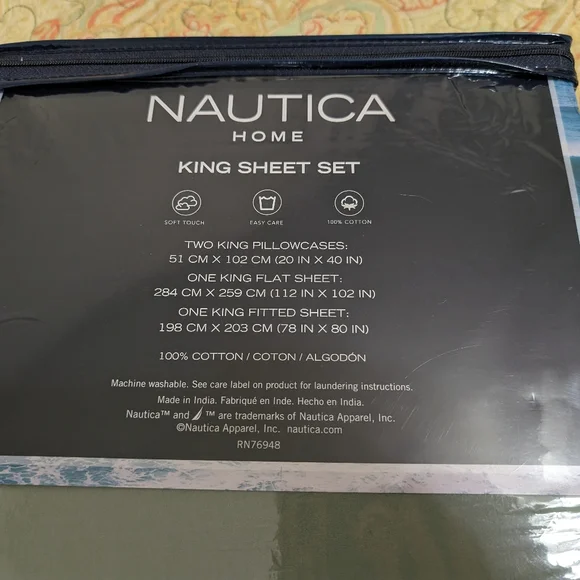 NAUTICA
HOME
KING SHEET SET
SOFT TOUCH
EASY CARE
100% COTTON
TWO KING PILLOWCASES:
51 CM X 102 CM (20 IN X 40 IN)
ONE KING FLAT SHEET:
284 CM X 259 CM (112 IN X 102 IN)
ONE KING FITTED SHEET:
198 CM X 203 CM (78 IN X 80 IN)
100% COTTON / COTON / ALGODÓN
Machine washable. See care label on product for laundering instructions.
Made in India. Fabriqué en Inde. Hecho en India.
Nautica™ and ™ are trademarks of Nautica Apparel, Inc.
©Nautica Apparel, Inc. nautica.com
RN76948